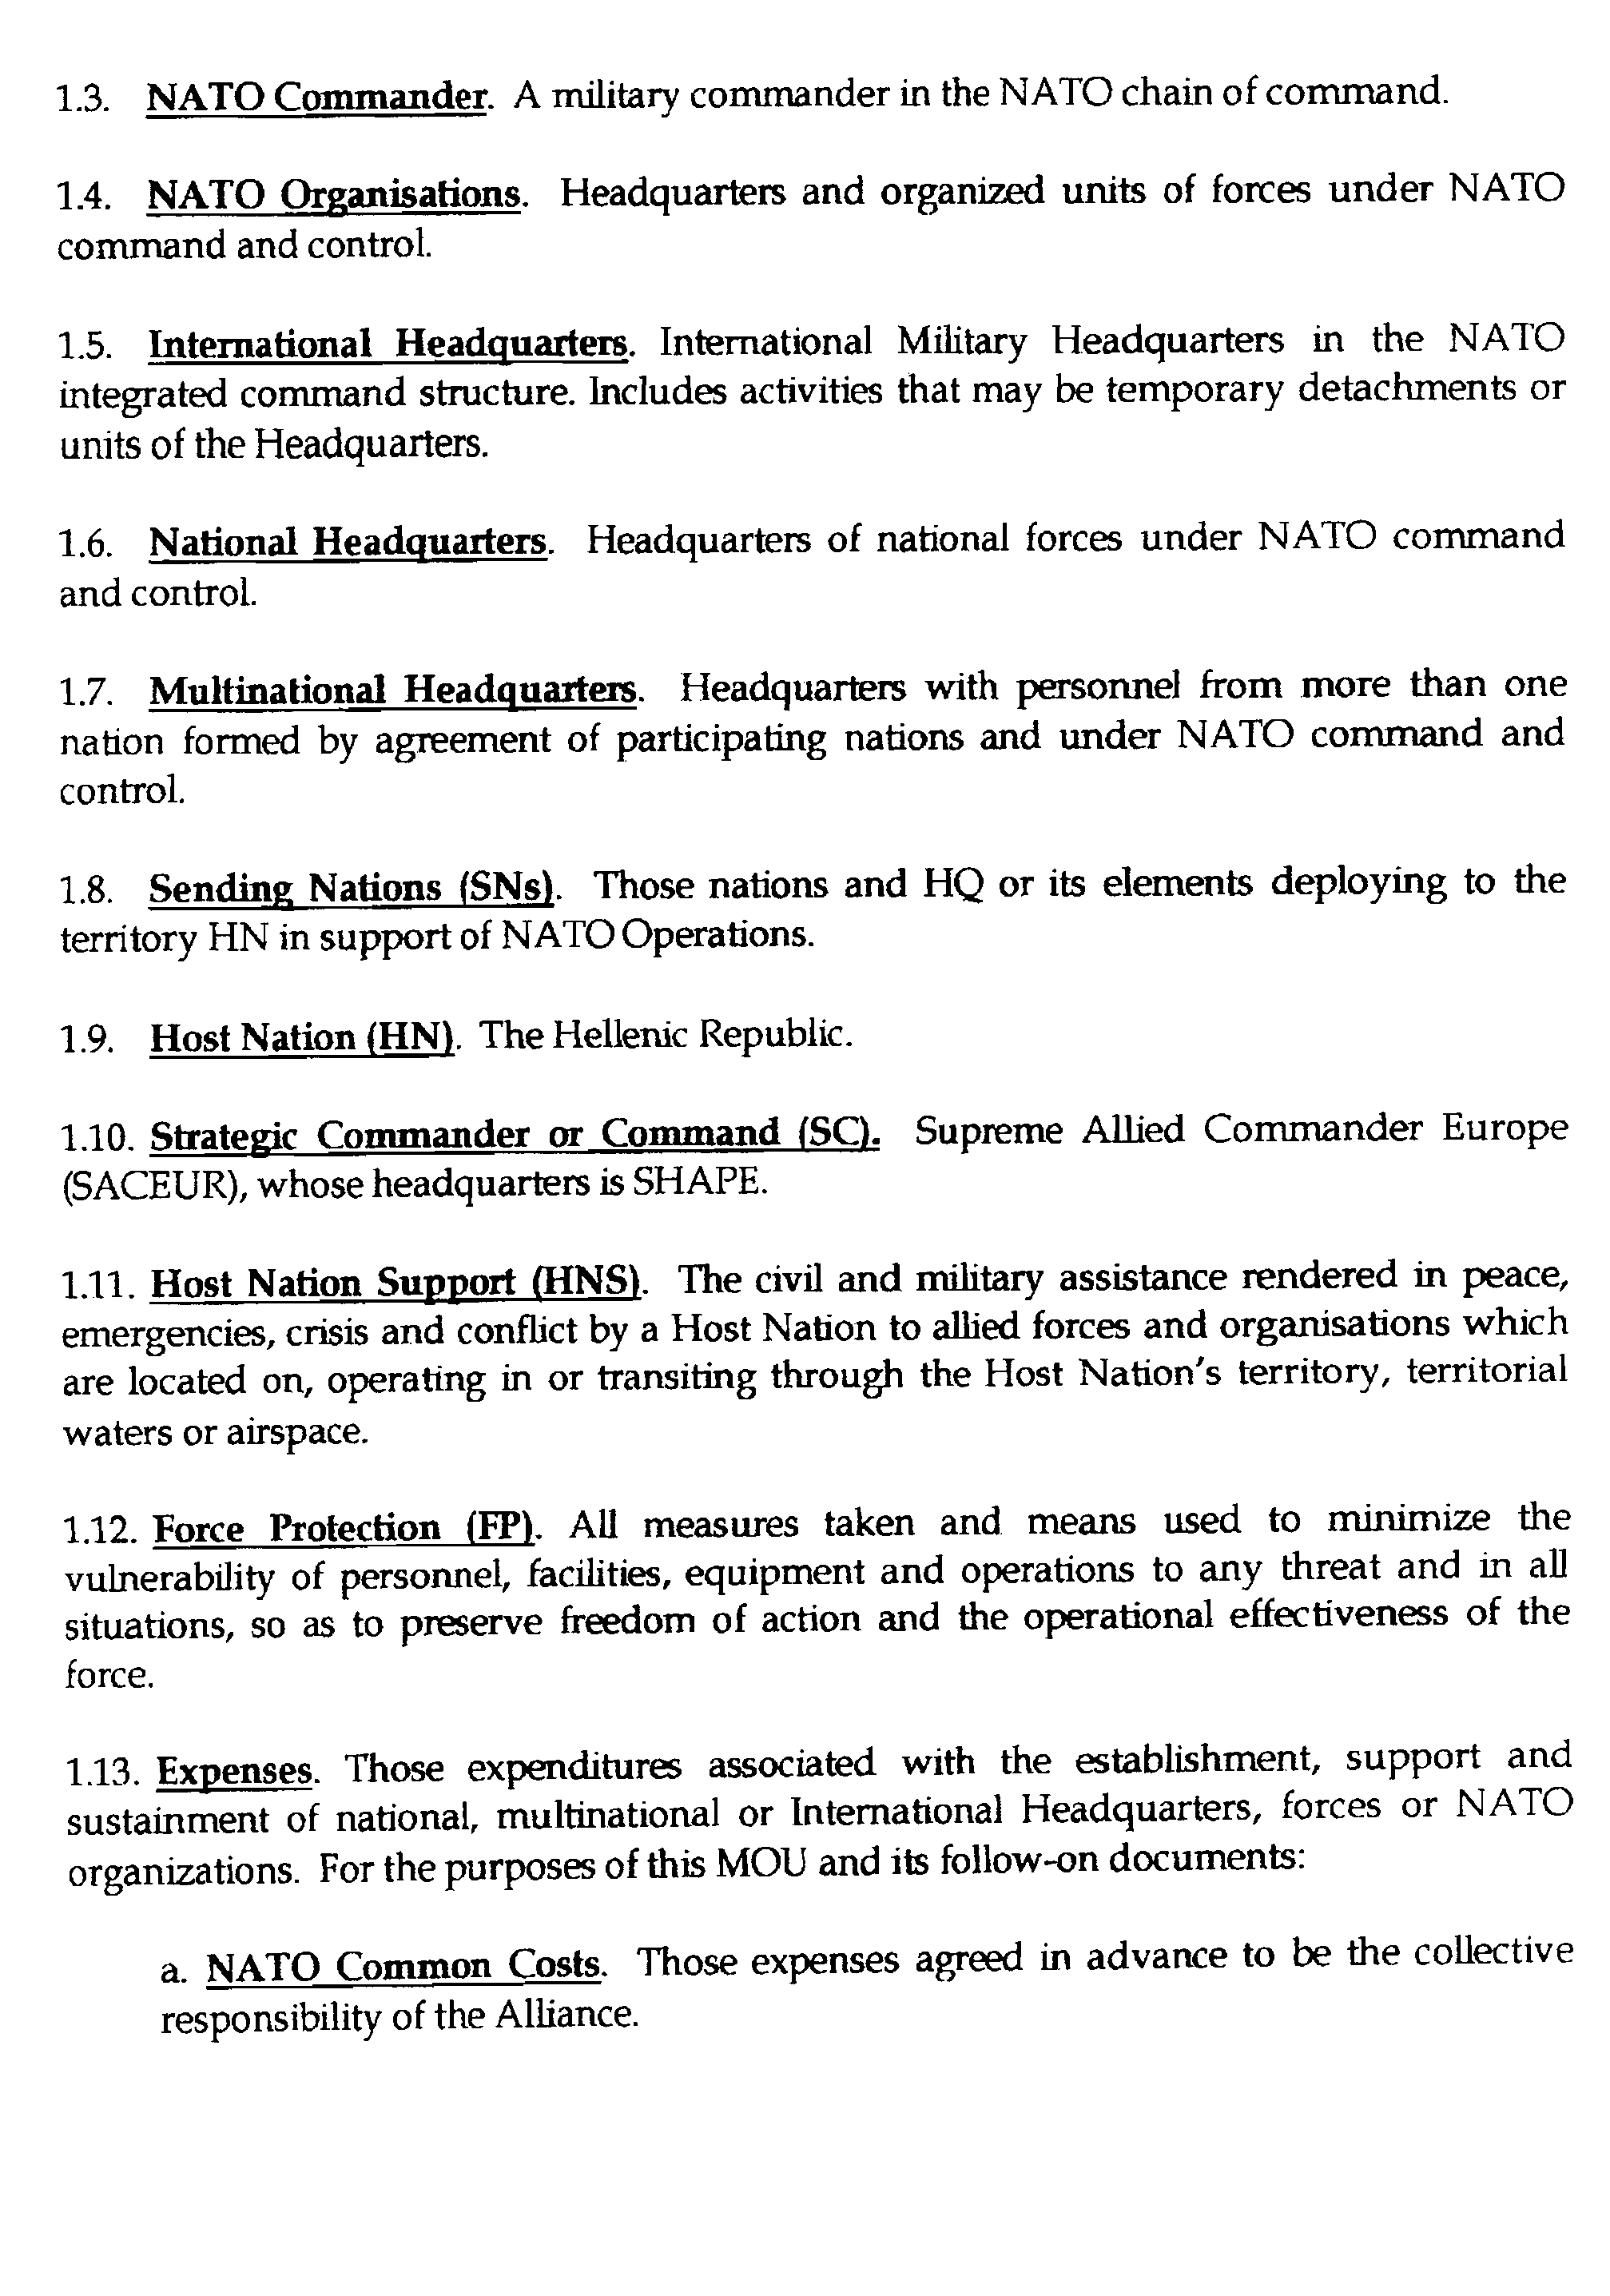 1.3. NATO Commander. A military commander in the NATO chain of command.
1.4. NATO Organisations. Headquarters and organized units of forces under NATO
command and control.
1.5. International Headquarters. International Military Headquarters in the NATO
integrated command structure. Includes activities that may be temporary detachments or
units of the Headquarters.
1.6. National Headquarters. Headquarters of national forces under NATO command
and control.
1.7. Multinational Headquarters. Headquarters with personnel from more than one
nation formed by agreement of participating nations and under NATO command and
control.
1.8. Sending Nations (SNs). Those nations and HQ or its elements deploying to the
territory HN in support of NATO Operations.
1.9. Host Nation (HN). The Hellenic Republic.
1.10. Strategic Commander or Command (SC). Supreme Allied Commander Europe
(SACEUR), whose headquarters is SHAPE.
1.11. Host Nation Support (HNS). The civil and military assistance rendered in peace,
emergencies, crisis and conflict by a Host Nation to allied forces and organisations which
are located on, operating in or transiting through the Host Nation's territory, territorial
waters or airspace.
1.12. Force Protection (FP). All measures taken and means used to minimize the
vulnerability of personnel, facilities, equipment and operations to any threat and in all
situations, so as to preserve freedom of action and the operational effectiveness of the
force.
1.13. Expenses. Those expenditures associated with the establishment, support and
sustainment of national, multinational or International Headquarters, forces or NATO
organizations. For the purposes of this MOU and its follow-on documents:
a. NATO Common Costs. Those expenses agreed in advance to be the collective
responsibility of the Alliance.